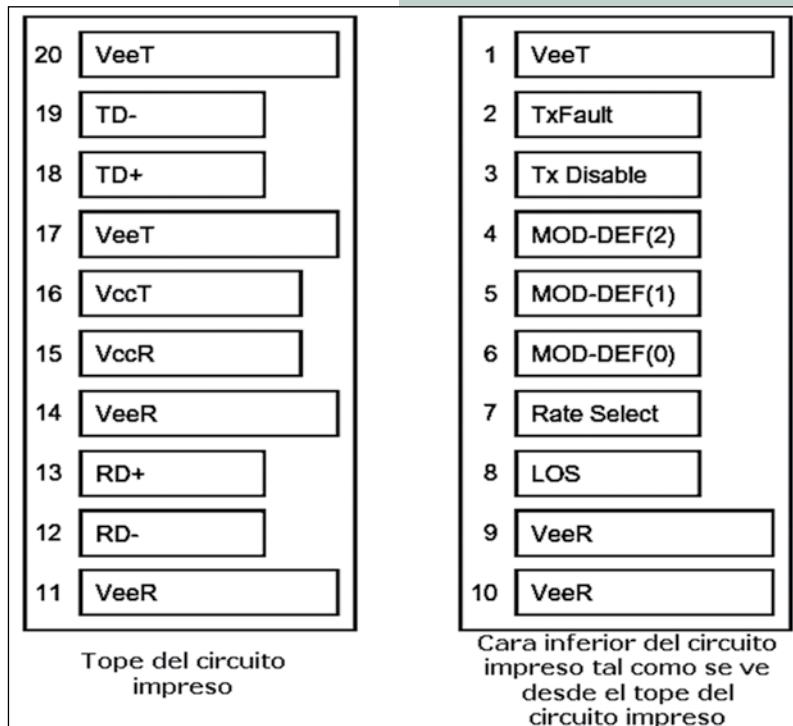 20 VeeT
19 TD-
18 TD+
17 VeeT
16 VccT
15 VccR
14 VeeR
13 RD+
12 RD-
11 VeeR
Tope del circuito
impreso
1 VeeT
2 TxFault
3 Tx Disable
4 MOD-DEF(2)
5 MOD-DEF(1)
6 MOD-DEF(0)
7 Rate Select
8 LOS
9 VeeR
10 VeeR
Cara inferior del circuito
impreso tal como se ve
desde el tope del
circuito impreso